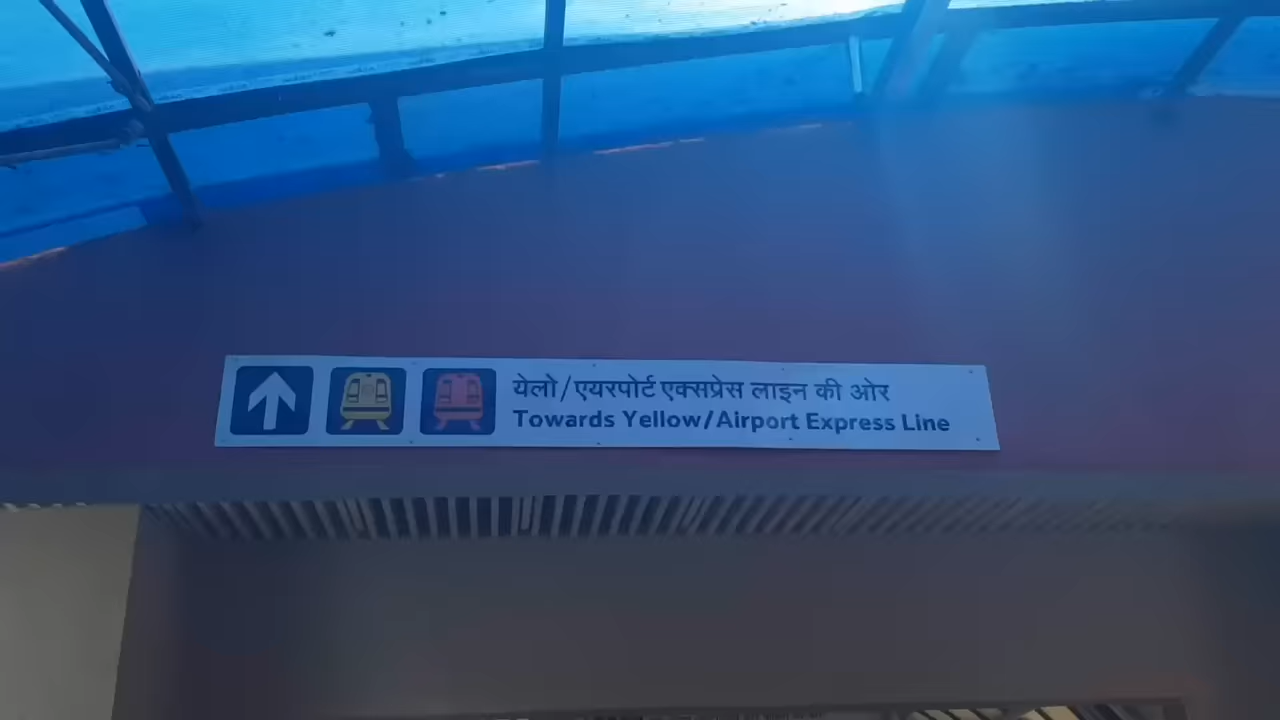 येलो/एयरपोर्ट एक्सप्रेस लाइन की ओर
Towards Yellow/Airport Express Line